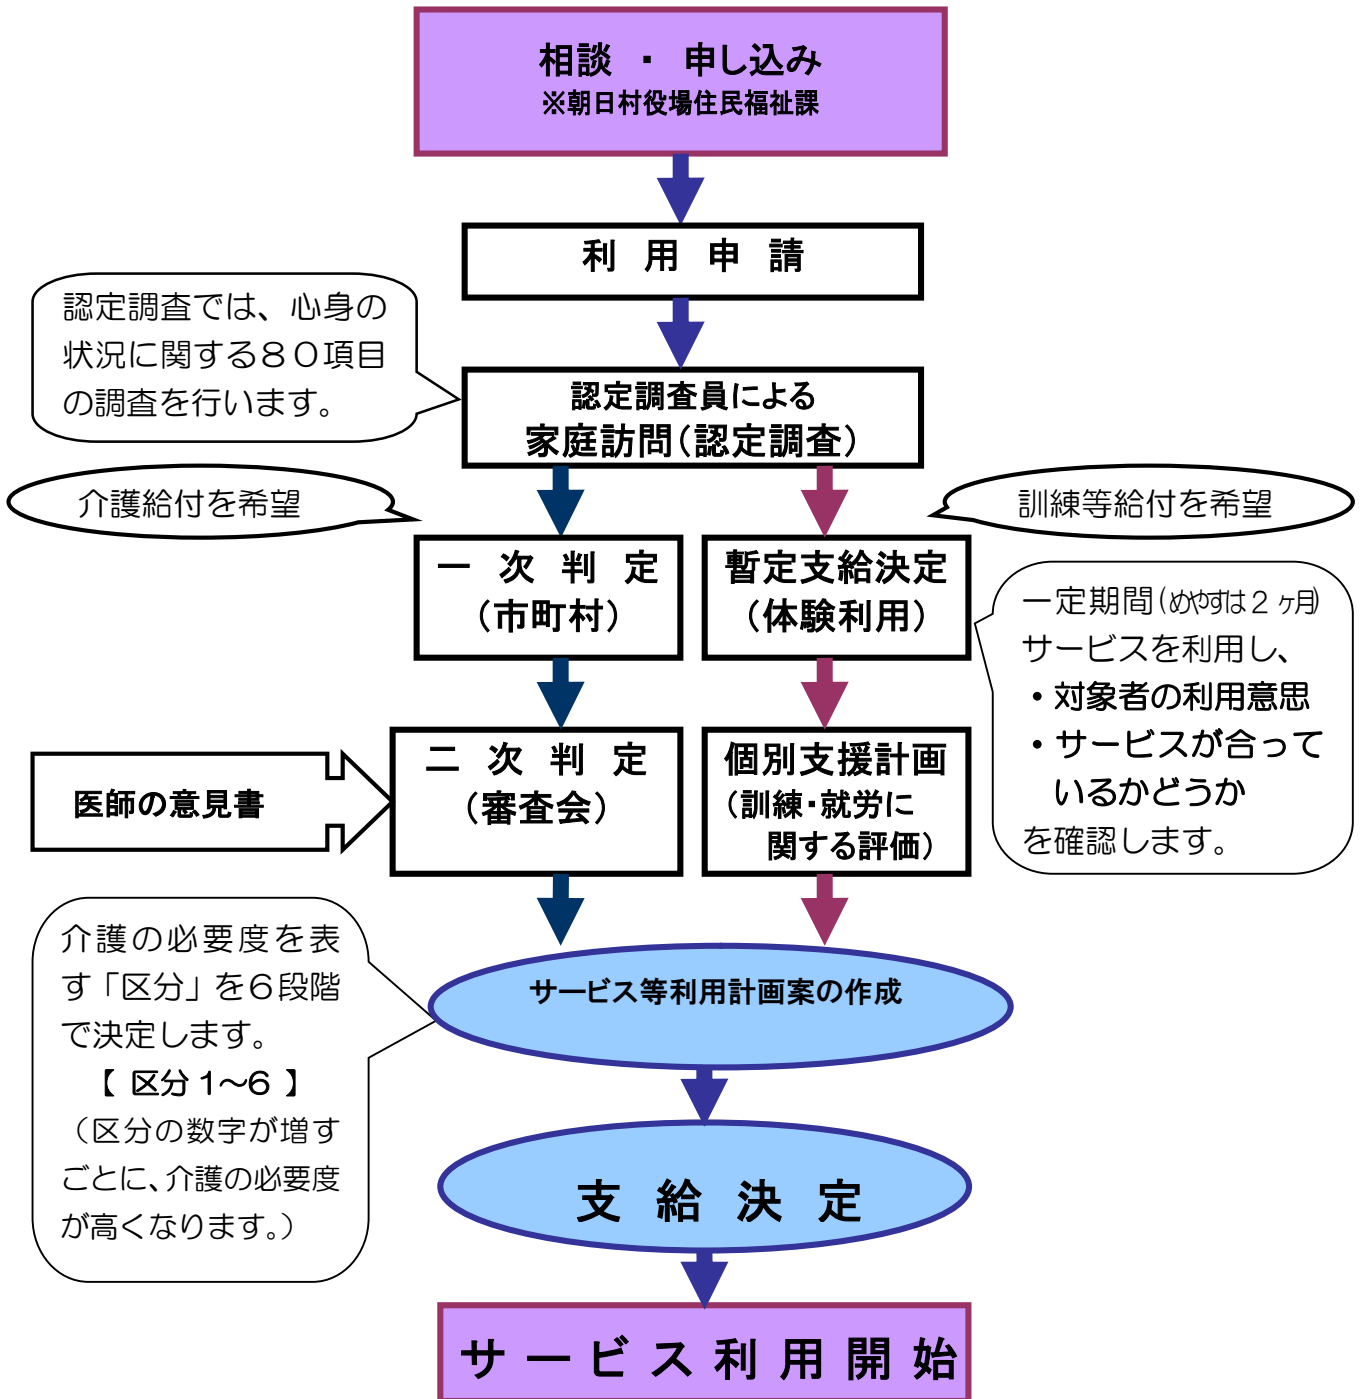 相談 ・ 申し込み
※朝日村役場住民福祉課
利用申請
認定調査では、心身の
状況に関する８０項目
の調査を行います。
認定調査員による
家庭訪問（認定調査）
介護給付を希望
訓練等給付を希望
一次判定
（市町村）
暫定支給決定
（体験利用）
一定期間（めやすは２ヶ月）
サービスを利用し、
・対象者の利用意思
・サービスが合って
いるかどうか
を確認します。
医師の意見書
二次判定
（審査会）
個別支援計画
（訓練・就労に
関する評価）
介護の必要度を表
す「区分」を６段階
で決定します。
【 区分１～６ 】
（区分の数字が増す
ごとに、介護の必要度
が高くなります。）
サービス等利用計画案の作成
支給決定
サービス利用開始